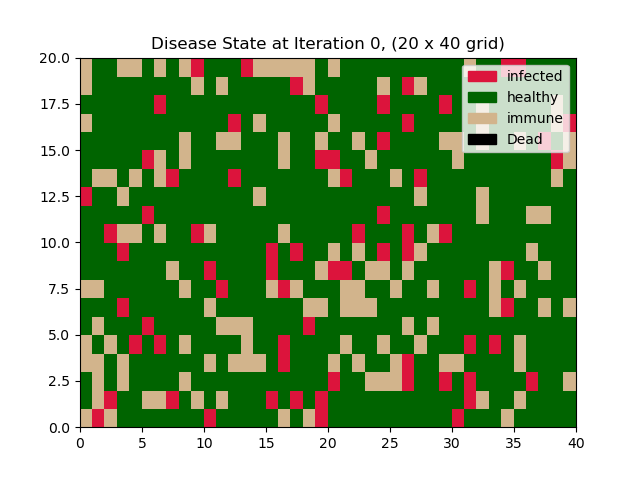 Disease State at Iteration 0, (20 x 40 grid)
infected
healthy
immune
Dead
20.0
17.5
15.0
12.5
10.0
7.5
5.0
2.5
0.0
0 5 10 15 20 25 30 35 40